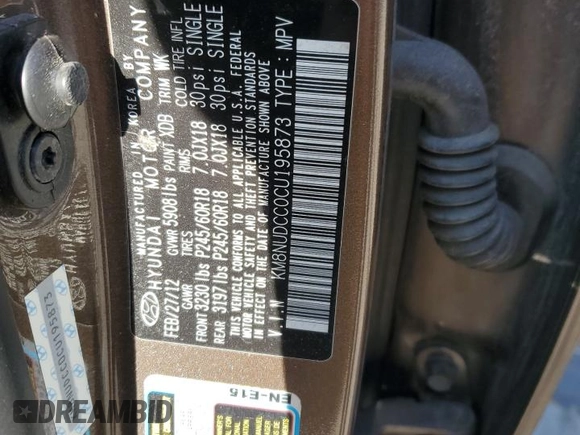 MANUFACTURED IN / KOREA BY
HYUNDAI MOTOR COMPANY
FEB/27/12 GVWR 5908 lbs PAINT XDB TRIM WK
GAWR TIRES RIMS COLD TIRE INFL
FRONT 3230 lbs P245/60R18 7.0JX18 30psi SINGLE
REAR 3197 lbs P245/60R18 7.0JX18 30psi SINGLE
THIS VEHICLE CONFORMS TO ALL APPLICABLE U.S.A. FEDERAL
MOTOR VEHICLE SAFETY AND THEFT PREVENTION STANDARDS
IN EFFECT ON THE DATE OF MANUFACTURE SHOWN ABOVE
V.I.N : KM8NUDCC0CU195873 TYPE : MPV
EN-E15
DREAMBID